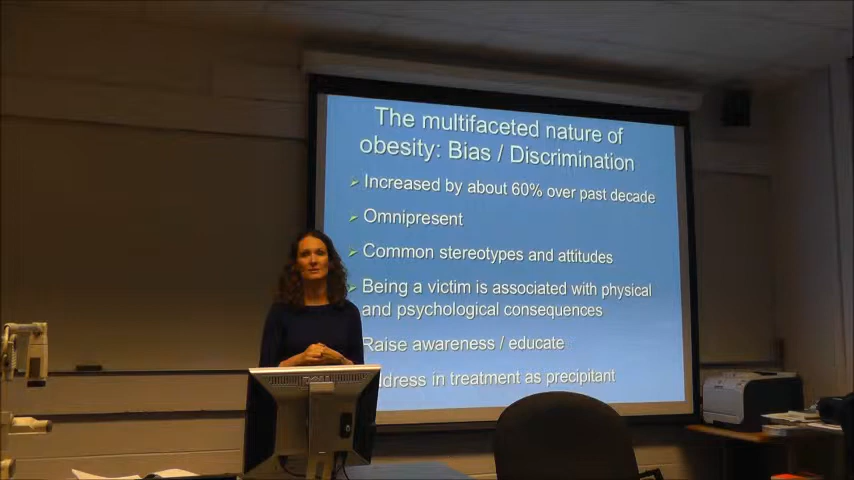 The multifaceted nature of
obesity: Bias / Discrimination
Increased by about 60% over past decade
Omnipresent
Common stereotypes and attitudes
Being a victim is associated with physical
and psychological consequences
Raise awareness / educate
dress in treatment as precipitant